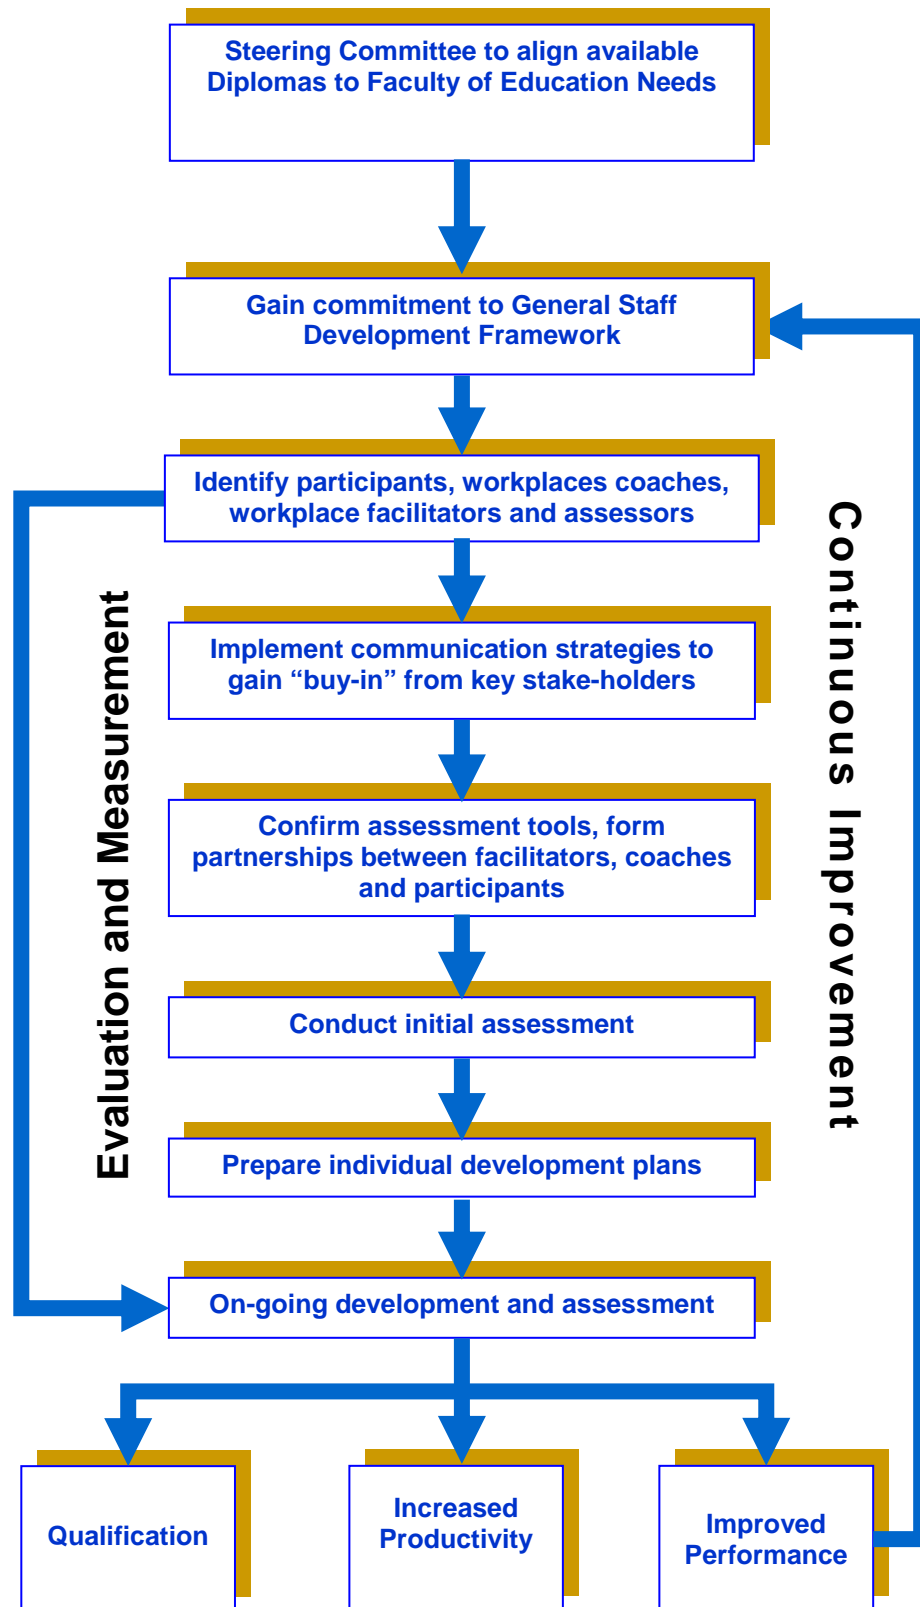 Steering Committee to align available
Diplomas to Faculty of Education Needs
Gain commitment to General Staff
Development Framework
Identify participants, workplaces coaches,
workplace facilitators and assessors
Implement communication strategies to
gain “buy-in” from key stake-holders
Confirm assessment tools, form
partnerships between facilitators, coaches
and participants
Conduct initial assessment
Prepare individual development plans
On-going development and assessment
Evaluation and Measurement
Continuous Improvement
Qualification
Increased
Productivity
Improved
Performance